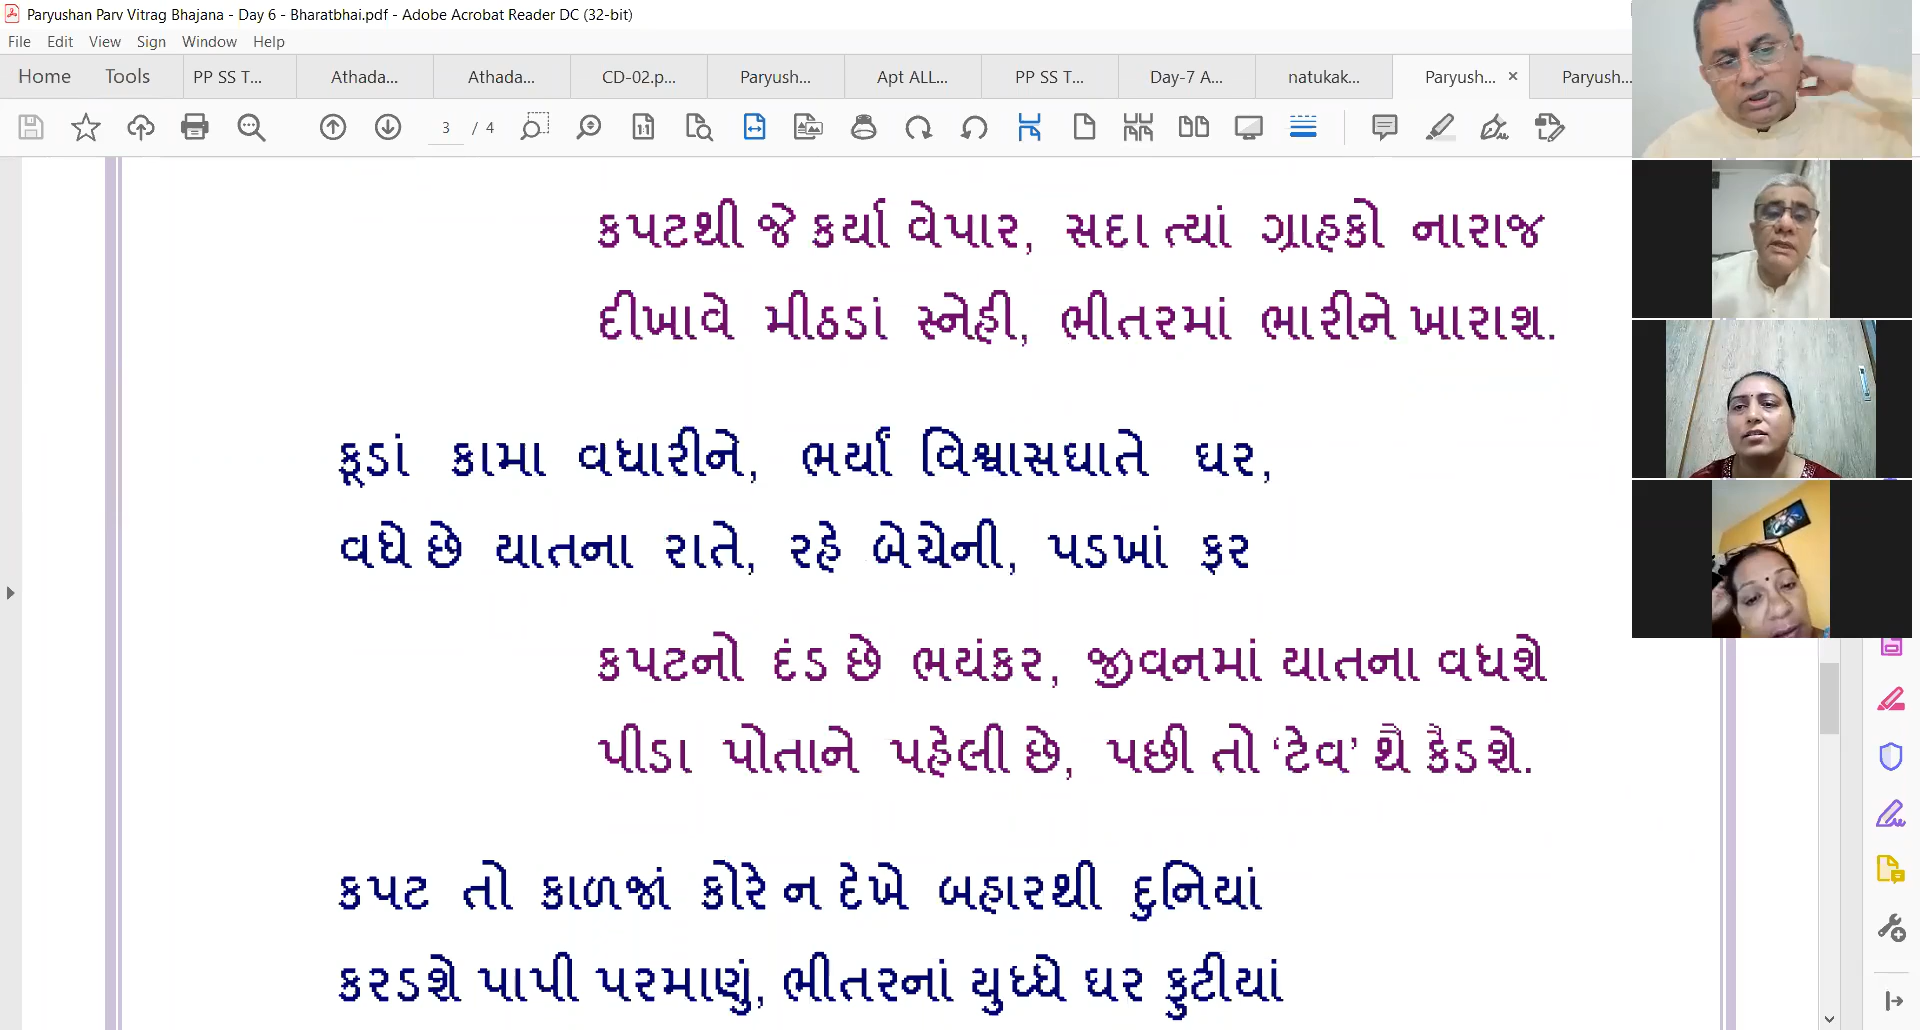 Paryushan Parv Vitrag Bhajana - Day 6 - Bharatbhai.pdf - Adobe Acrobat Reader DC (32-bit)
File Edit View Sign Window Help
Home Tools PP SS T... Athada... Athada... CD-02.p... Paryush... Apt ALL... PP SS T... Day-7 A... natukak... Paryush... × Paryush...
3 / 4
કપટથી જે કર્યા વેપાર, સદા ત્યાં ગ્રાહકો નારાજ
દીખાવે મીઠડાં સ્નેહી, ભીતરમાં ભારીને ખારાશ.
કૂડાં કામા વધારીને, ભર્યાં વિશ્વાસઘાતે ઘર,
વધે છે યાતના રાતે, રહે બેચેની, પડખાં ફર
કપટનો દંડ છે ભયંકર, જીવનમાં યાતના વધશે
પીડા પોતાને પહેલી છે, પછી તો ‘ટેવ’ થૈ કૈડશે.
કપટ તો કાળજાં કોરે ન દેખે બહારથી દુનિયાં
કરડશે પાપી પરમાણું, ભીતરનાં યુધ્ધે ઘર ફુટીયાં